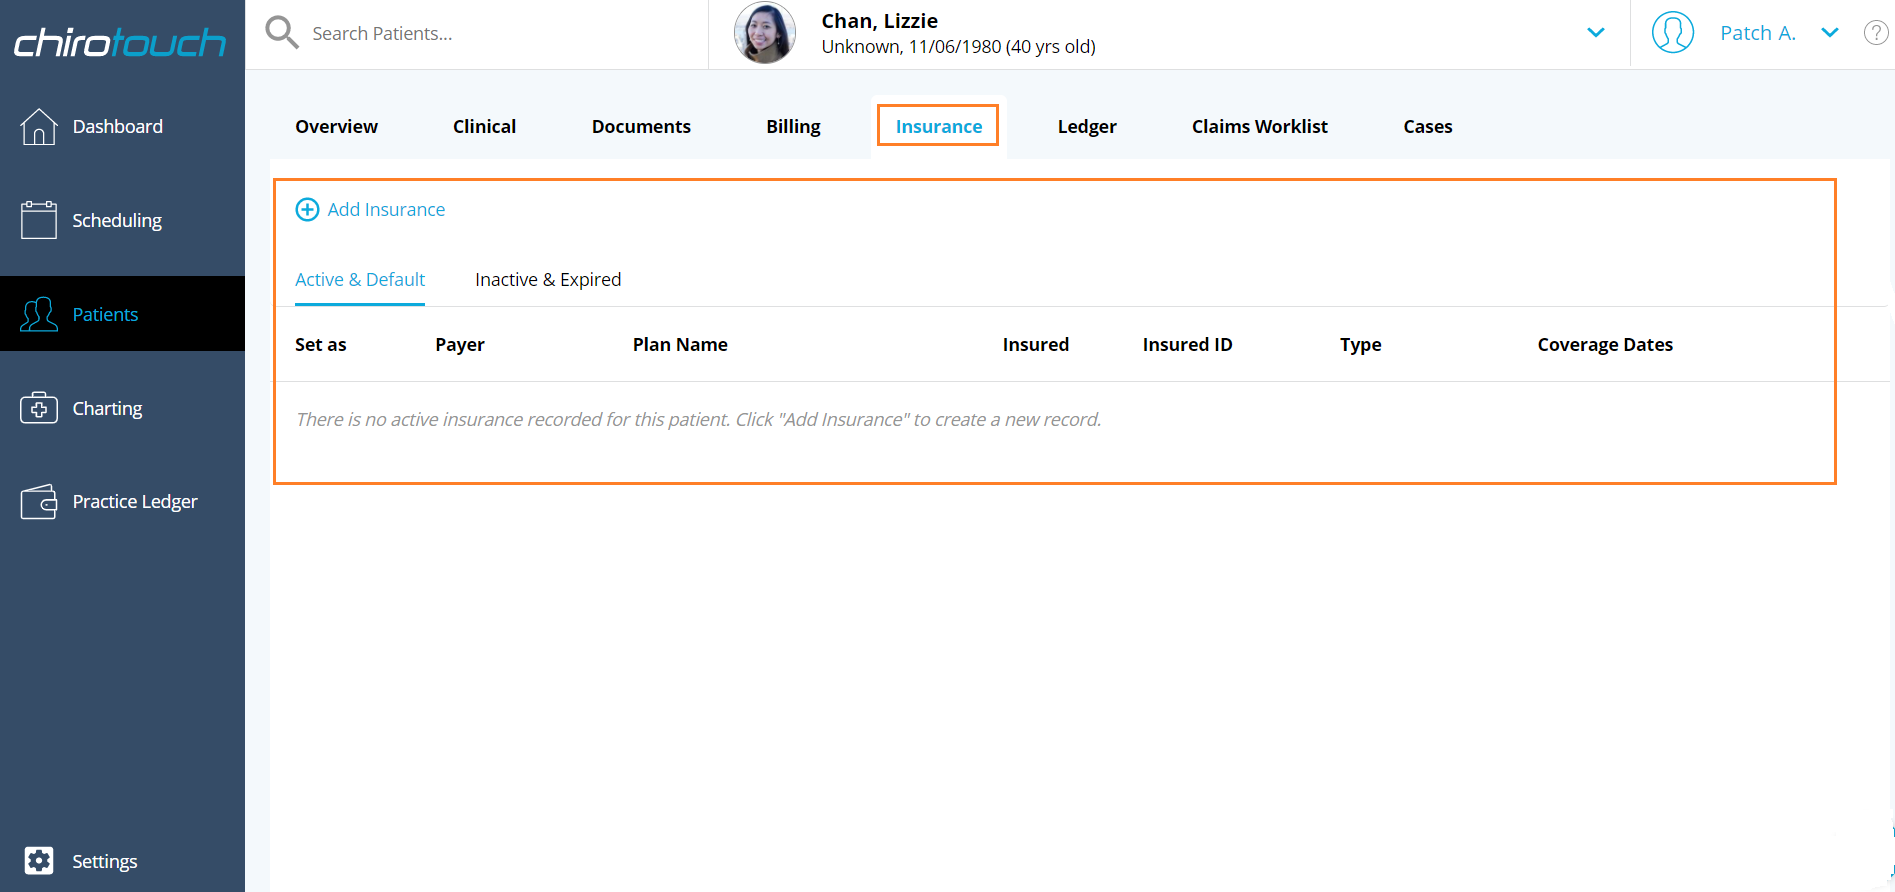 chirotouch
Search Patients...
Chan, Lizzie
Unknown, 11/06/1980 (40 yrs old)
Patch A.
?
Dashboard
Scheduling
Patients
Charting
Practice Ledger
Settings
Overview Clinical Documents Billing Insurance Ledger Claims Worklist Cases
Add Insurance
Active & Default Inactive & Expired
Set as Payer Plan Name Insured Insured ID Type Coverage Dates
There is no active insurance recorded for this patient. Click "Add Insurance" to create a new record.